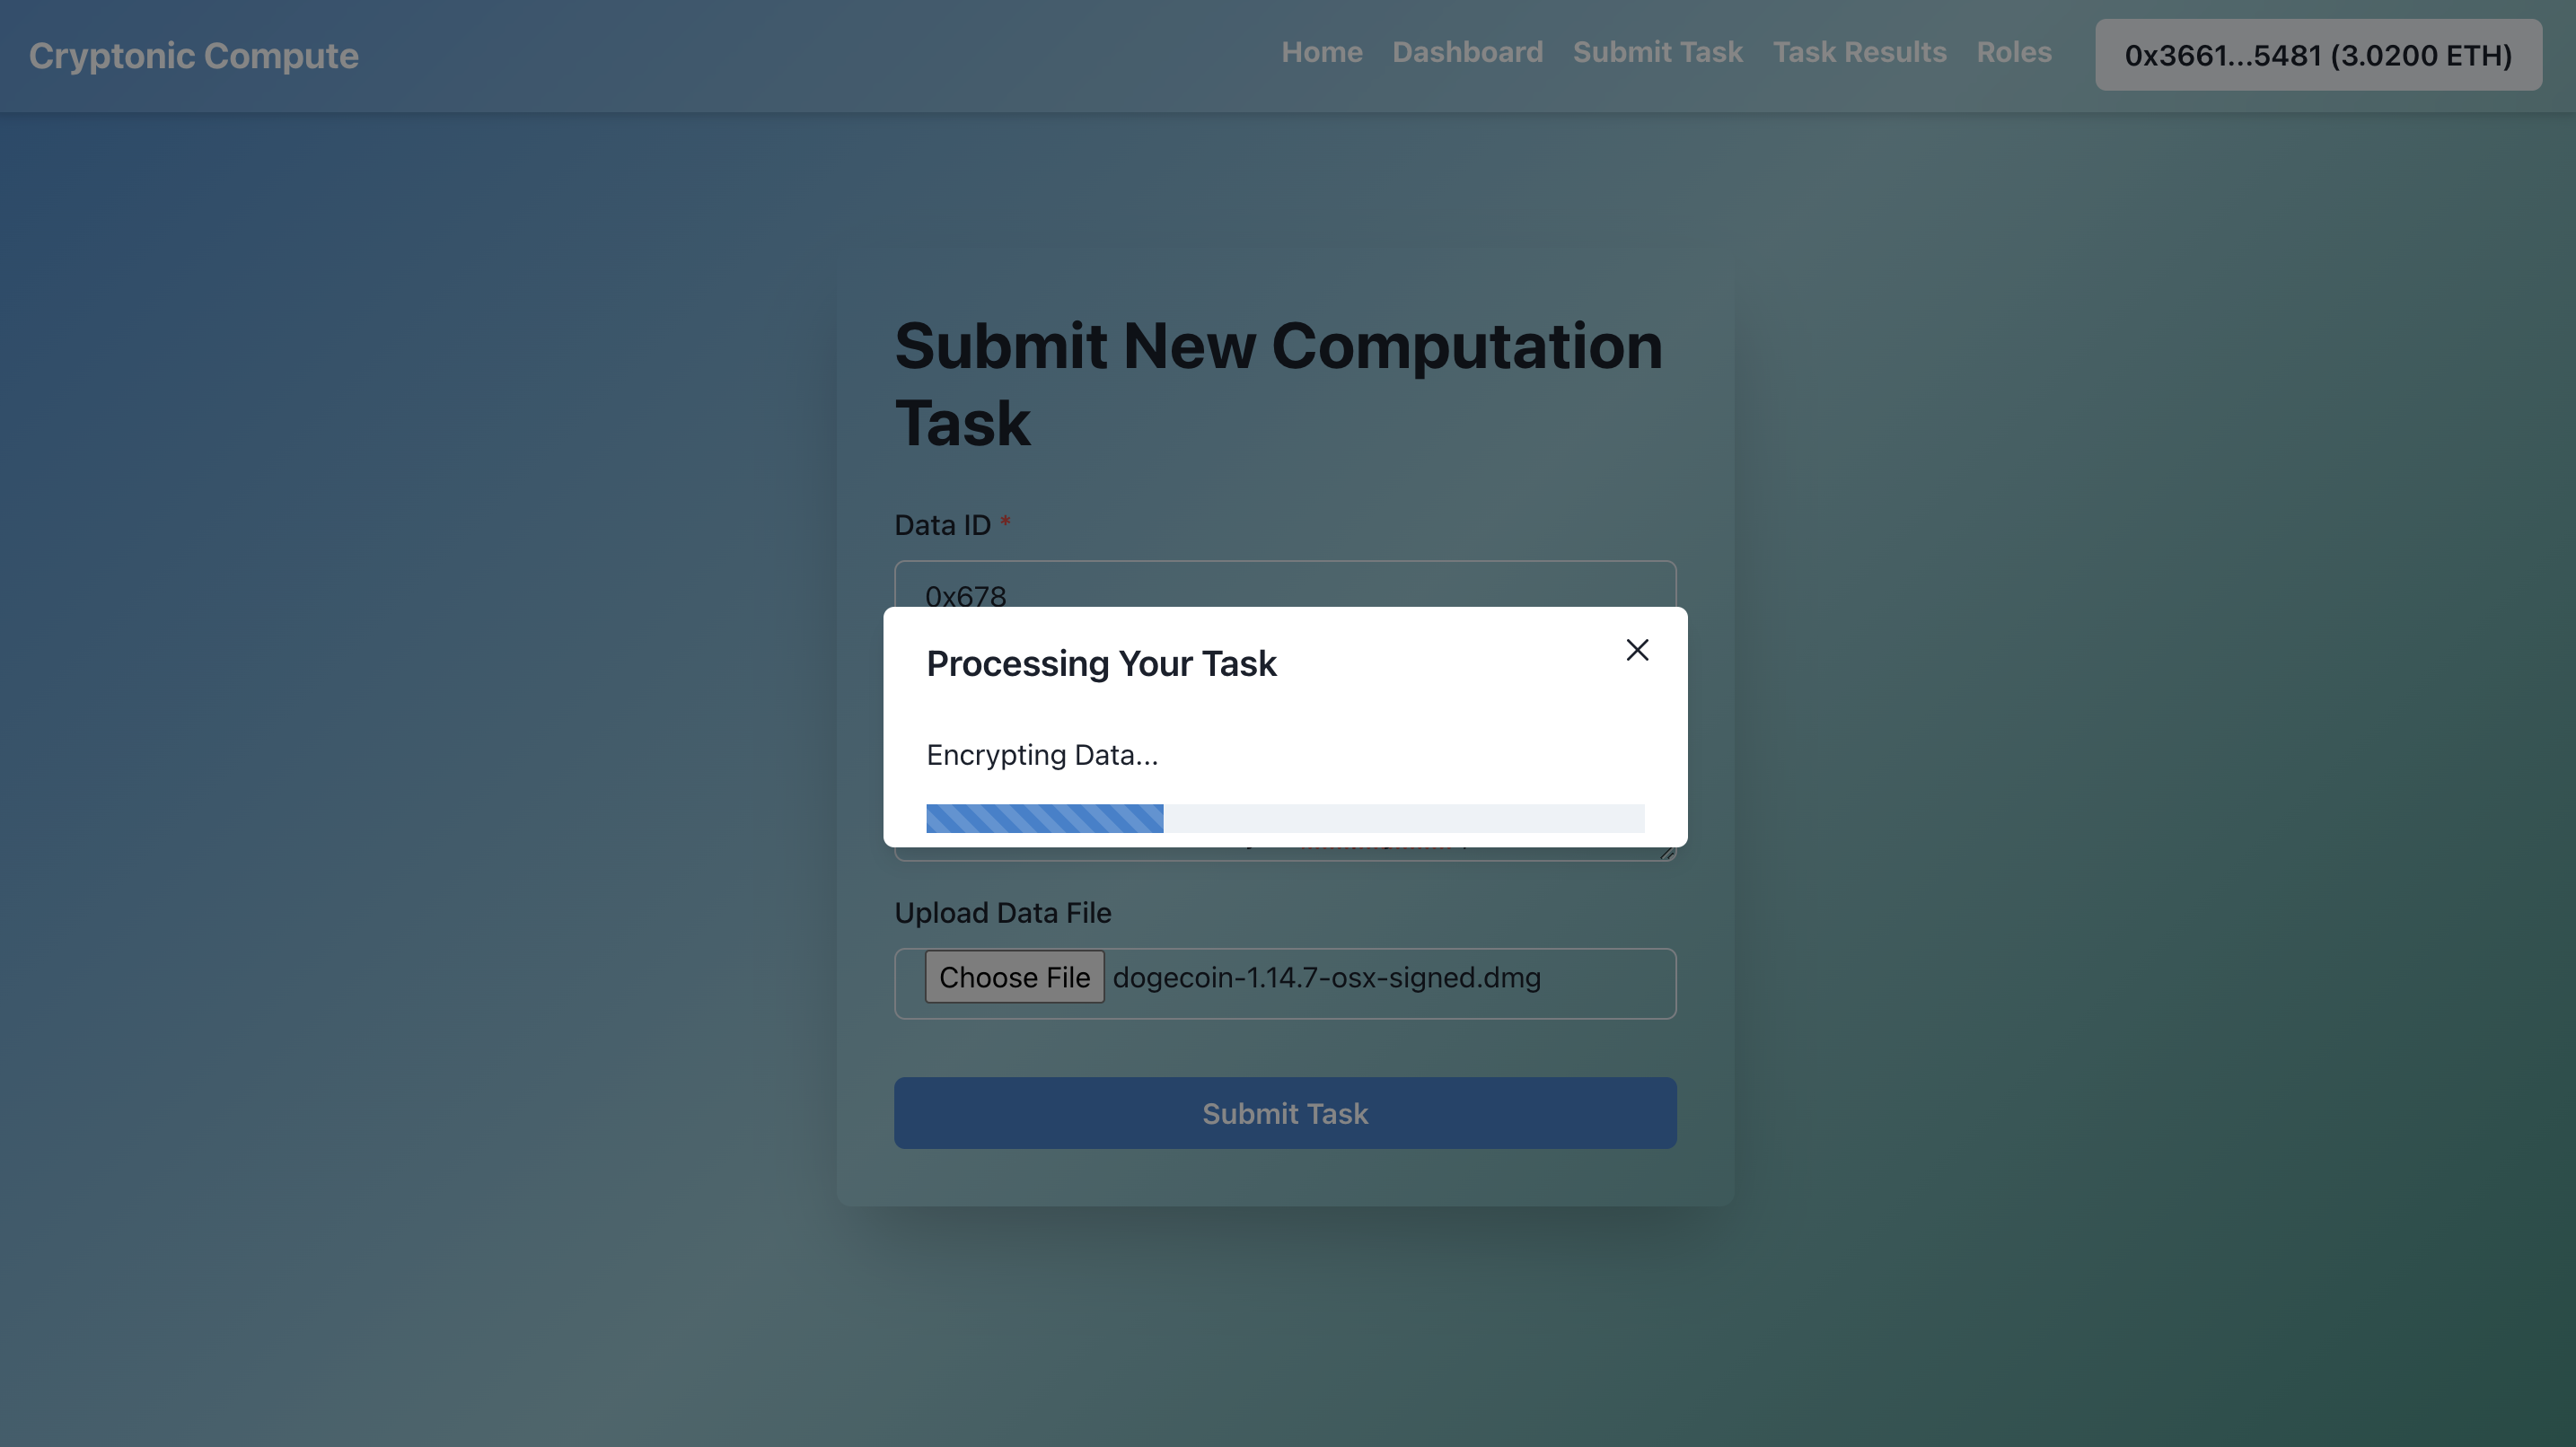 Cryptonic Compute
Home Dashboard Submit Task Task Results Roles 0x3661...5481 (3.0200 ETH)
Submit New Computation
Task
Data ID *
0x678
Processing Your Task
Encrypting Data...
Upload Data File
Choose File dogecoin-1.14.7-osx-signed.dmg
Submit Task